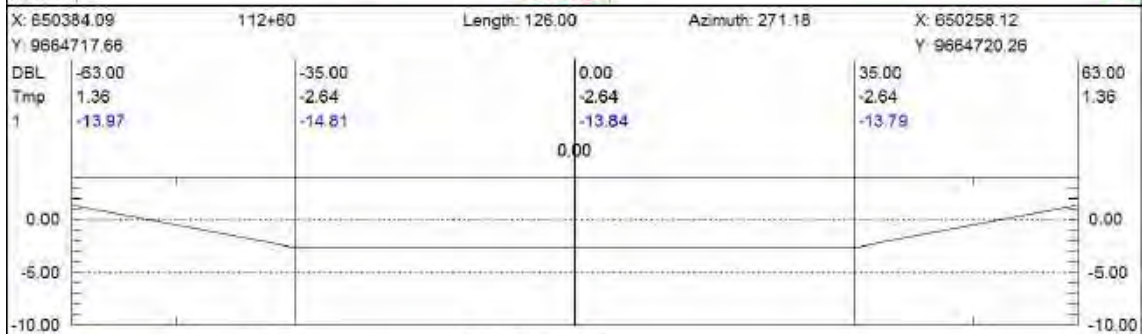 X: 650384.09 112+60 Length: 126.00 Azimuth: 271.18 X: 650258.12
Y: 9664717.66 Y: 9664720.26
DBL -63.00 -35.00 0.00 35.00 63.00
Tmp 1.36 -2.64 -2.64 -2.64 1.36
1 -13.97 -14.81 -13.84 -13.79
0.00
0.00 0.00
-5.00 -5.00
-10.00 -10.00